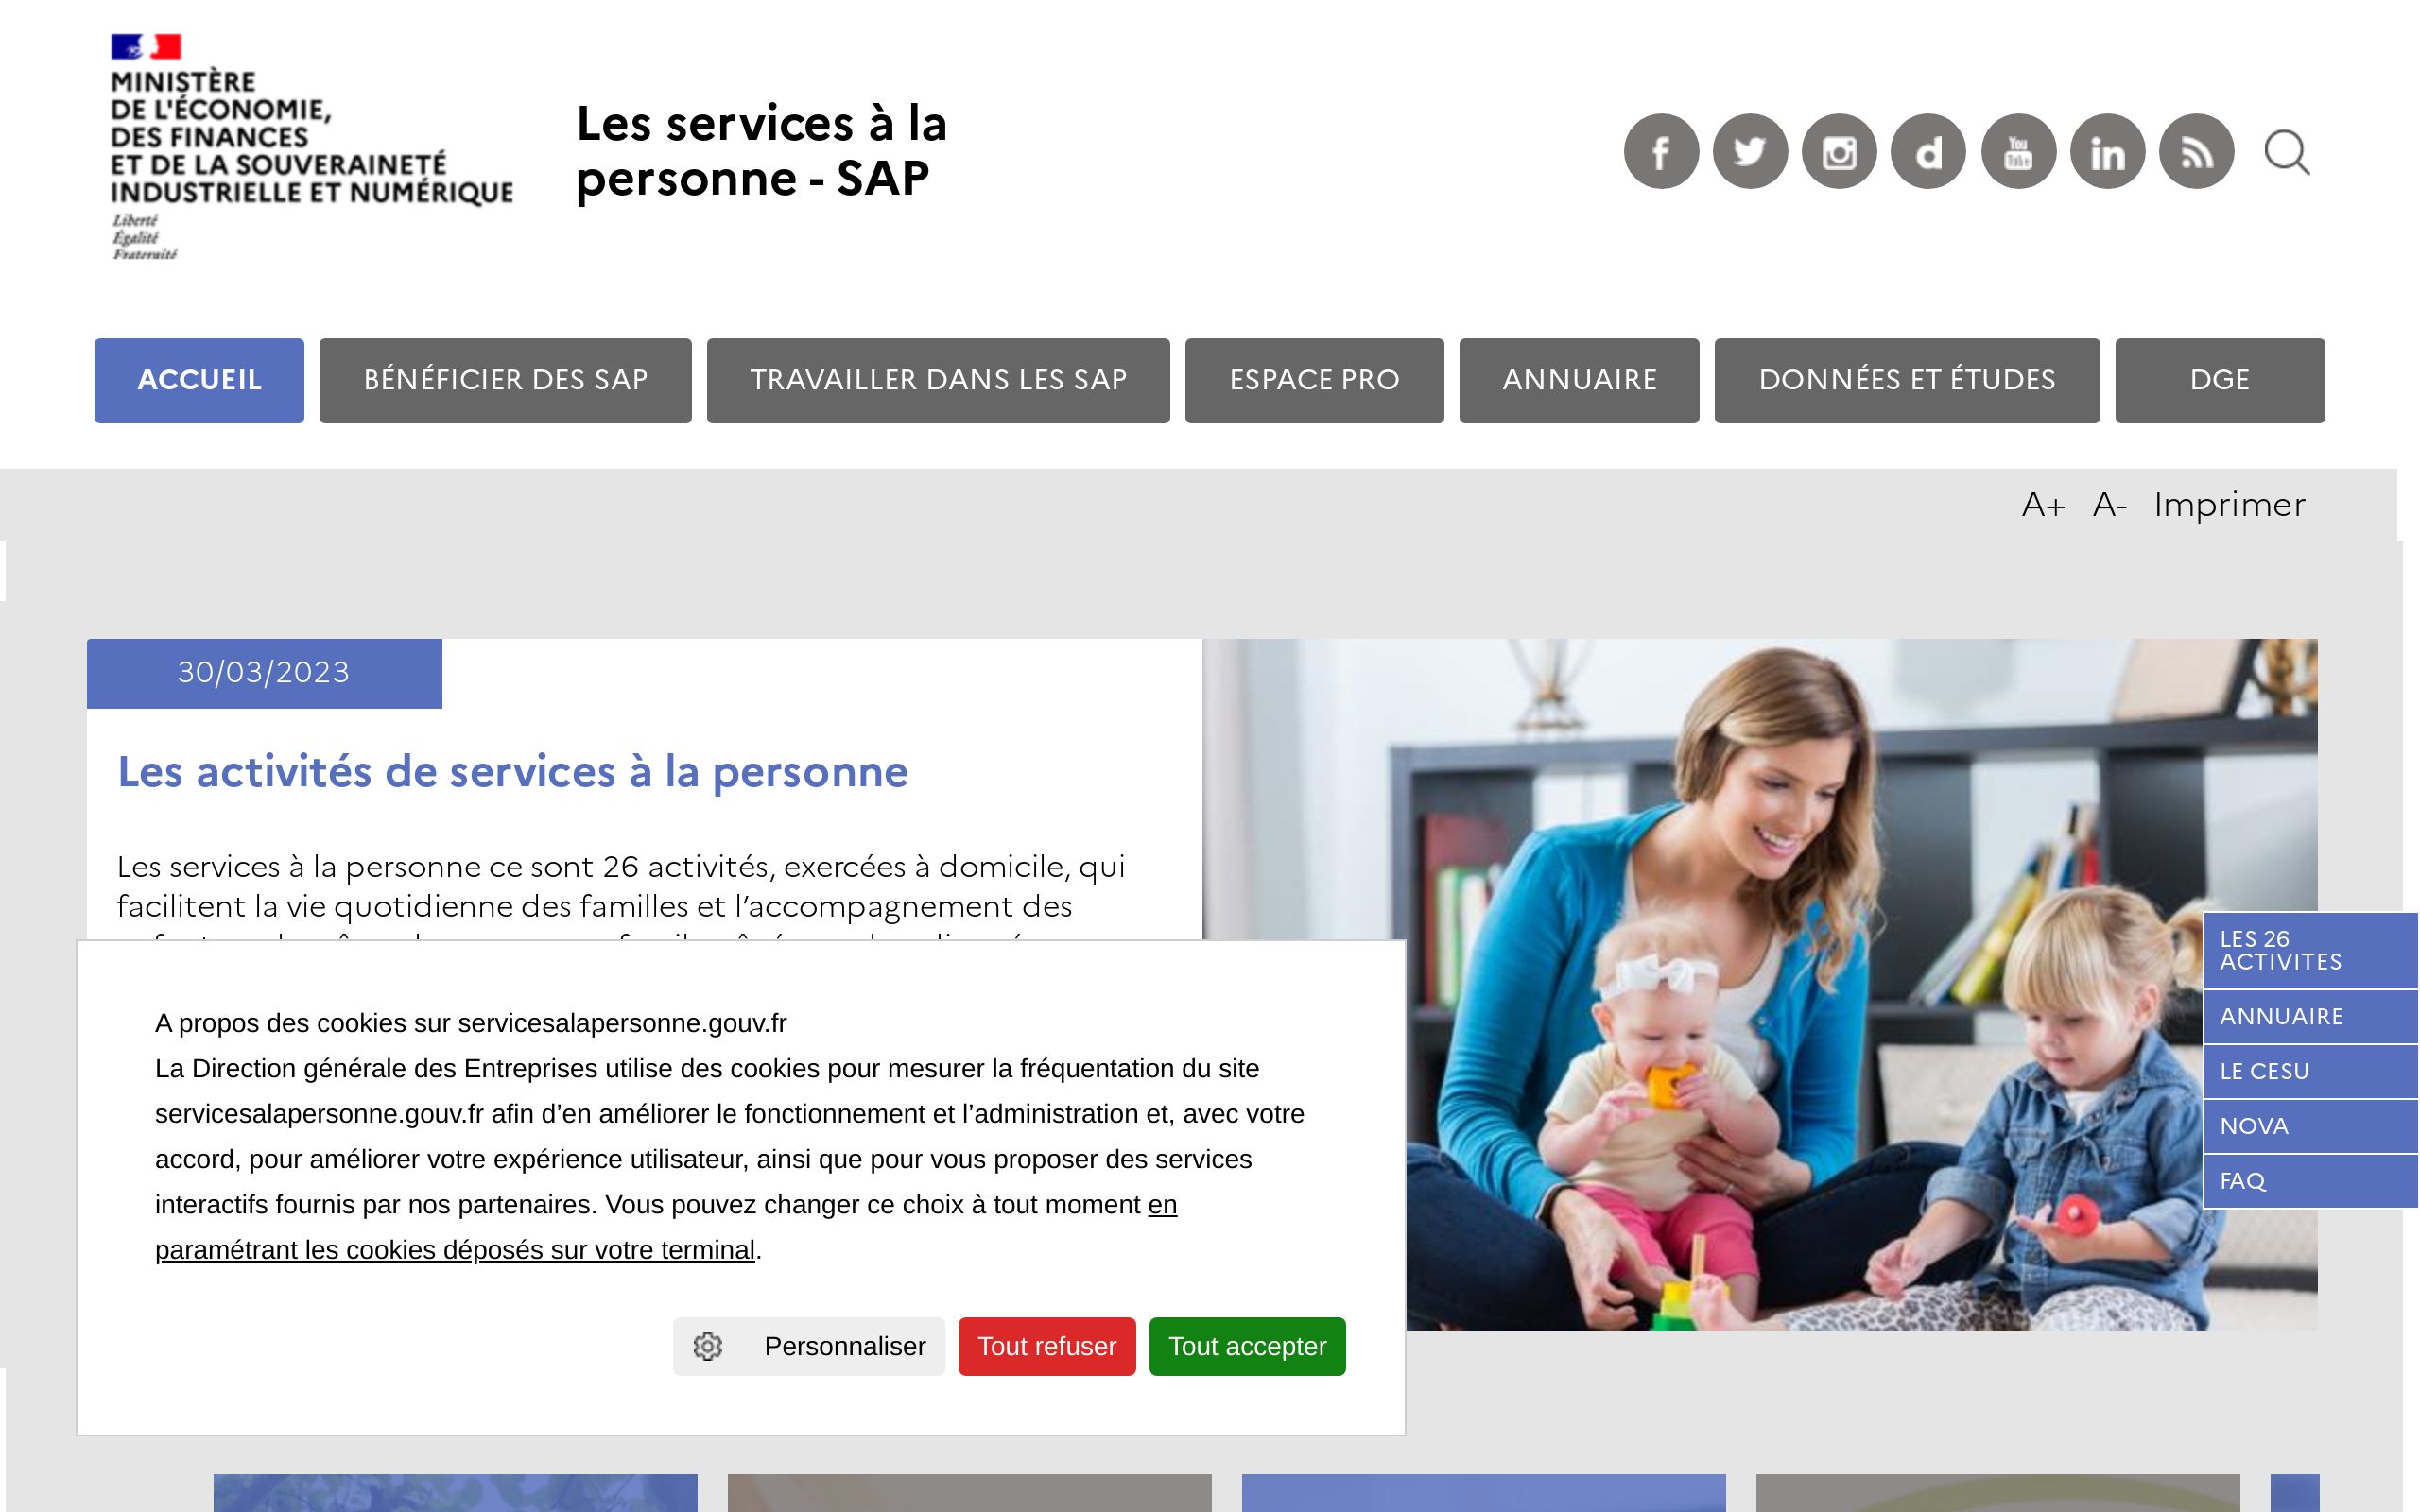 MINISTÈRE
DE L'ÉCONOMIE,
DES FINANCES
ET DE LA SOUVERAINETÉ
INDUSTRIELLE ET NUMÉRIQUE
Liberté
Égalité
Fraternité
Les services à la
personne - SAP
You
Tube
in
ACCUEIL
BÉNÉFICIER DES SAP
TRAVAILLER DANS LES SAP
ESPACE PRO
ANNUAIRE
DONNÉES ET ÉTUDES
DGE
A+ A- Imprimer
30/03/2023
Les activités de services à la personne
Les services à la personne ce sont 26 activités, exercées à domicile, qui
facilitent la vie quotidienne des familles et l’accompagnement des
LES 26
ACTIVITES
ANNUAIRE
LE CESU
NOVA
FAQ
A propos des cookies sur servicesalapersonne.gouv.fr
La Direction générale des Entreprises utilise des cookies pour mesurer la fréquentation du site
servicesalapersonne.gouv.fr afin d’en améliorer le fonctionnement et l’administration et, avec votre
accord, pour améliorer votre expérience utilisateur, ainsi que pour vous proposer des services
interactifs fournis par nos partenaires. Vous pouvez changer ce choix à tout moment en
paramétrant les cookies déposés sur votre terminal.
Personnaliser
Tout refuser
Tout accepter